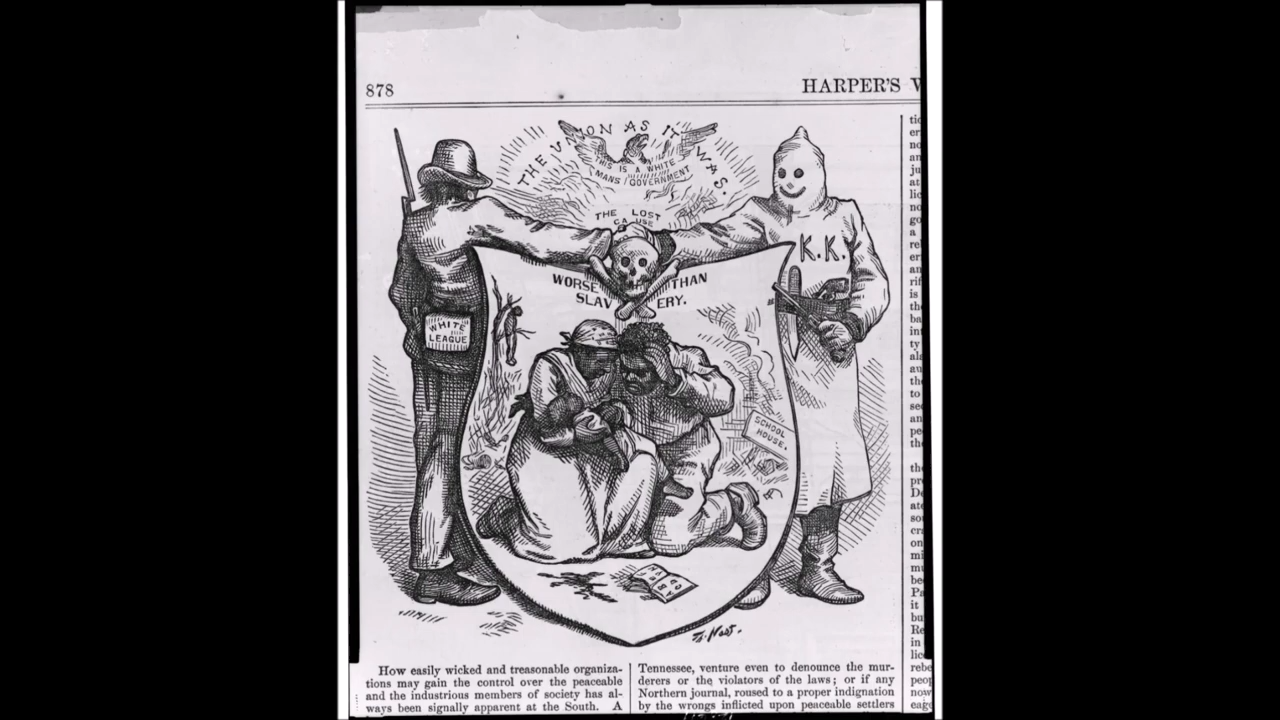 878
HARPER'S
THE UNION AS IT WAS.
THIS IS A WHITE
MANS GOVERNMENT
THE LOST
CAUSE
WORSE THAN
SLAVERY.
K.K.
WHITE
LEAGUE
SCHOOL
HOUSE.
Th. Nast.
How easily wicked and treasonable organiza-
tions may gain the control over the peaceable
and the industrious members of society has al-
ways been signally apparent at the South. A
Tennessee, venture even to denounce the mur-
derers or the violators of the laws; or if any
Northern journal, roused to a proper indignation
by the wrongs inflicted upon peaceable settlers